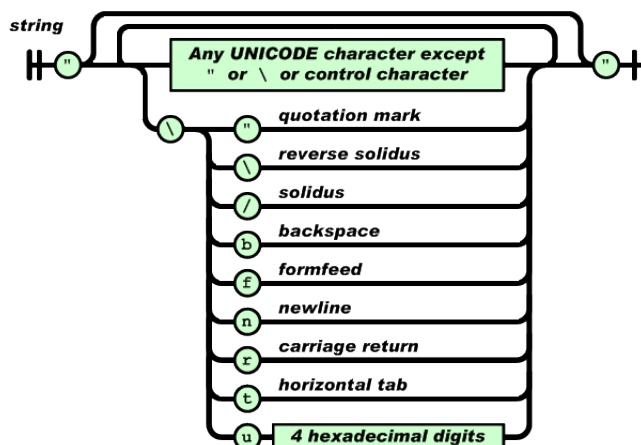 string
" Any UNICODE character except "
" or \ or control character
\ " quotation mark
\ reverse solidus
/ solidus
b backspace
f formfeed
n newline
r carriage return
t horizontal tab
u 4 hexadecimal digits